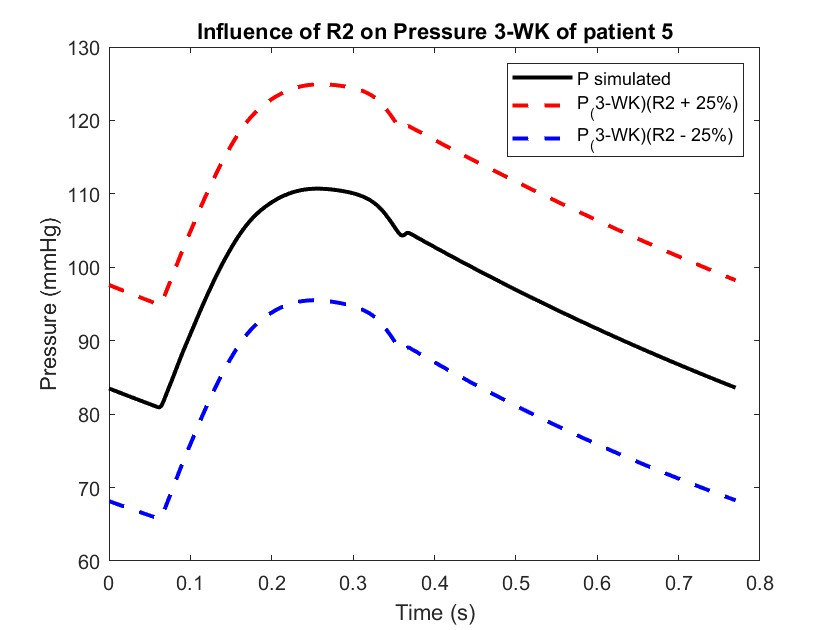 Influence of R2 on Pressure 3-WK of patient 5
130
120
110
100
90
80
70
60
Pressure (mmHg)
P simulated
P(3-WK)(R2 + 25%)
P(3-WK)(R2 - 25%)
0 0.1 0.2 0.3 0.4 0.5 0.6 0.7 0.8
Time (s)